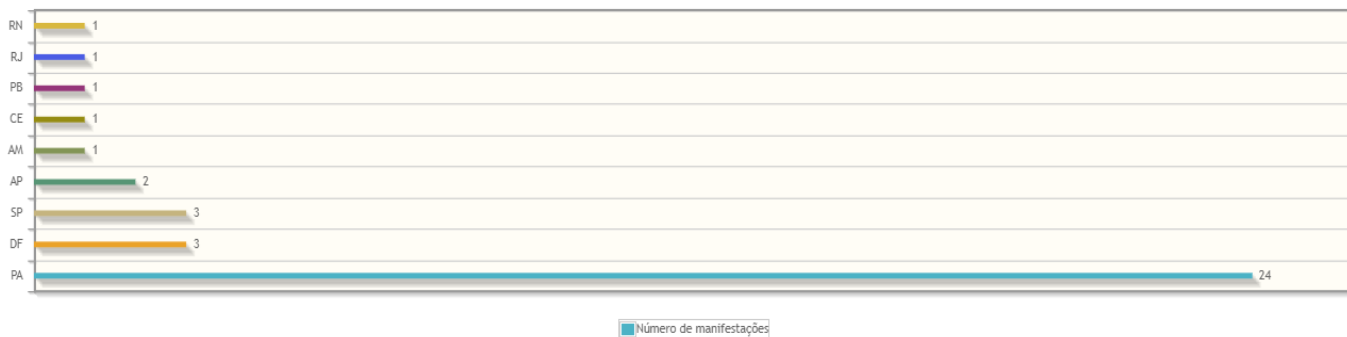 RN 1
RJ 1
PB 1
CE 1
AM 1
AP 2
SP 3
DF 3
PA 24
Número de manifestações